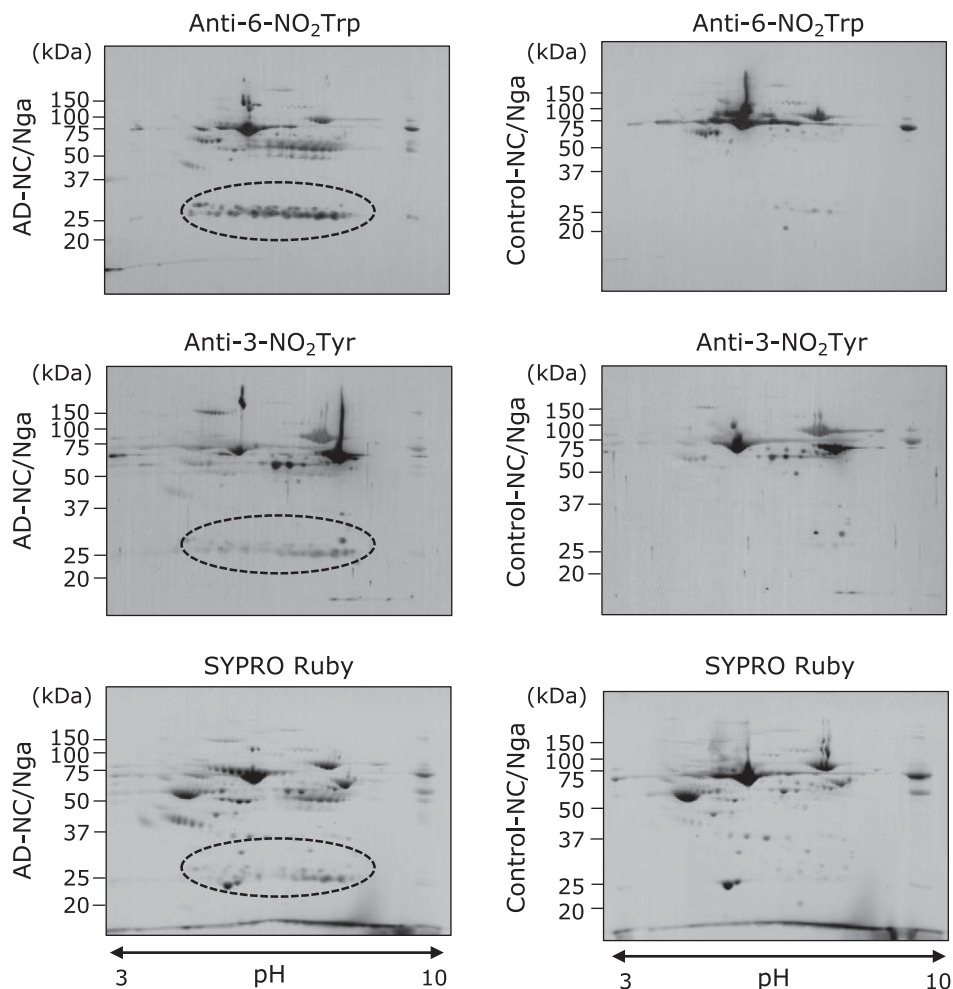 Anti-6-NO₂Trp
(kDa)
150
100
75
50
37
25
20
AD-NC/Nga
Anti-6-NO₂Trp
(kDa)
150
100
75
50
37
25
20
Control-NC/Nga
Anti-3-NO₂Tyr
(kDa)
150
100
75
50
37
25
20
AD-NC/Nga
Anti-3-NO₂Tyr
(kDa)
150
100
75
50
37
25
20
Control-NC/Nga
SYPRO Ruby
(kDa)
150
100
75
50
37
25
20
AD-NC/Nga
3 pH 10
SYPRO Ruby
(kDa)
150
100
75
50
37
25
20
Control-NC/Nga
3 pH 10